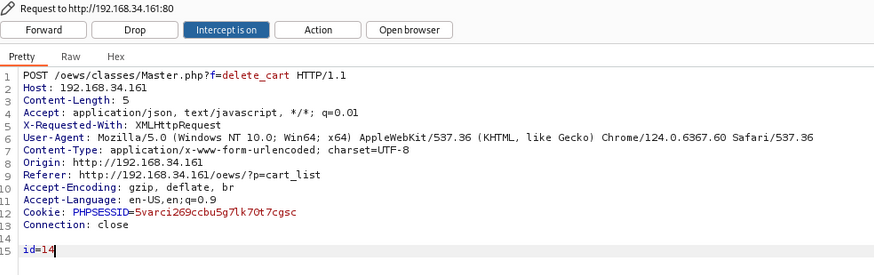 Request to http://192.168.34.161:80
Forward Drop Intercept is on Action Open browser
Pretty Raw Hex
1 POST /oews/classes/Master.php?f=delete_cart HTTP/1.1
2 Host: 192.168.34.161
3 Content-Length: 5
4 Accept: application/json, text/javascript, */*; q=0.01
5 X-Requested-With: XMLHttpRequest
6 User-Agent: Mozilla/5.0 (Windows NT 10.0; Win64; x64) AppleWebKit/537.36 (KHTML, like Gecko) Chrome/124.0.6367.60 Safari/537.36
7 Content-Type: application/x-www-form-urlencoded; charset=UTF-8
8 Origin: http://192.168.34.161
9 Referer: http://192.168.34.161/oews/?p=cart_list
10 Accept-Encoding: gzip, deflate, br
11 Accept-Language: en-US,en;q=0.9
12 Cookie: PHPSESSID=5varci269ccbu5g7lk70t7cgsc
13 Connection: close
14
15 id=14